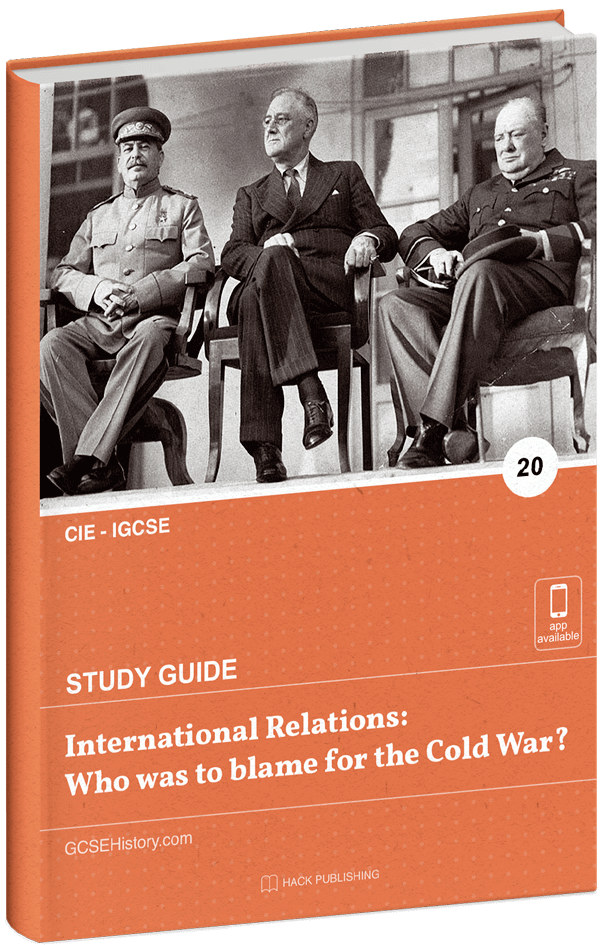 20
CIE - IGCSE
app
available
STUDY GUIDE
International Relations:
Who was to blame for the Cold War?
GCSEHistory.com
HACK PUBLISHING